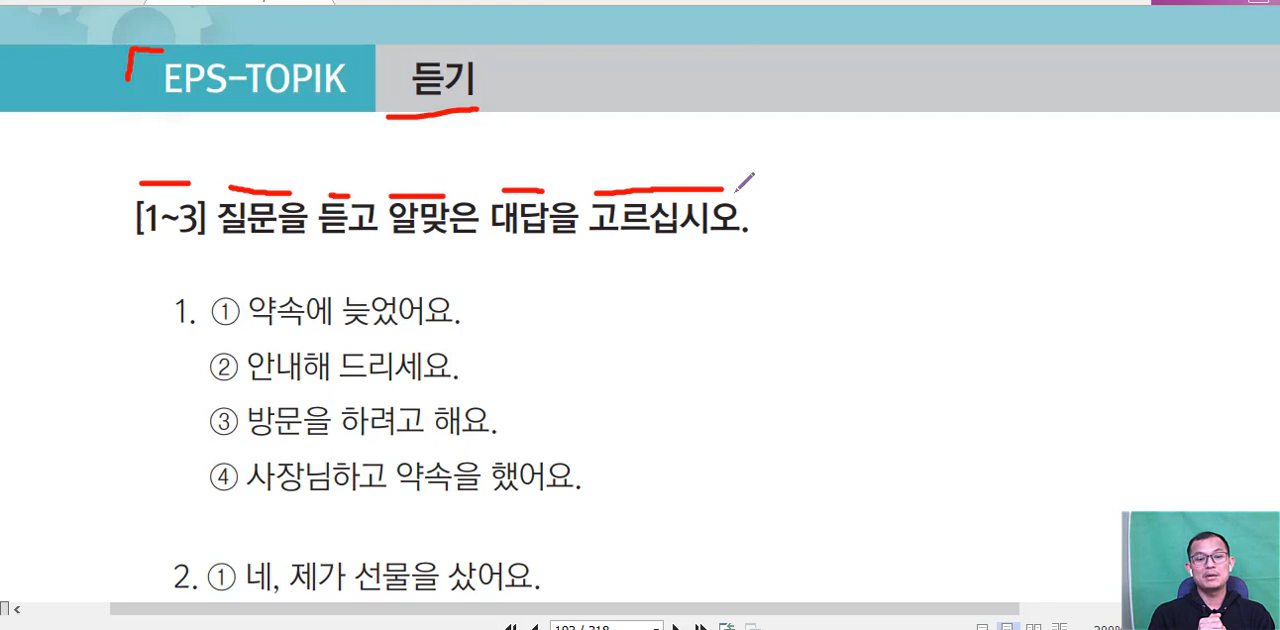 EPS-TOPIK 듣기
[1~3] 질문을 듣고 알맞은 대답을 고르십시오.
1. ① 약속에 늦었어요.
② 안내해 드리세요.
③ 방문을 하려고 해요.
④ 사장님하고 약속을 했어요.
2. ① 네, 제가 선물을 샀어요.